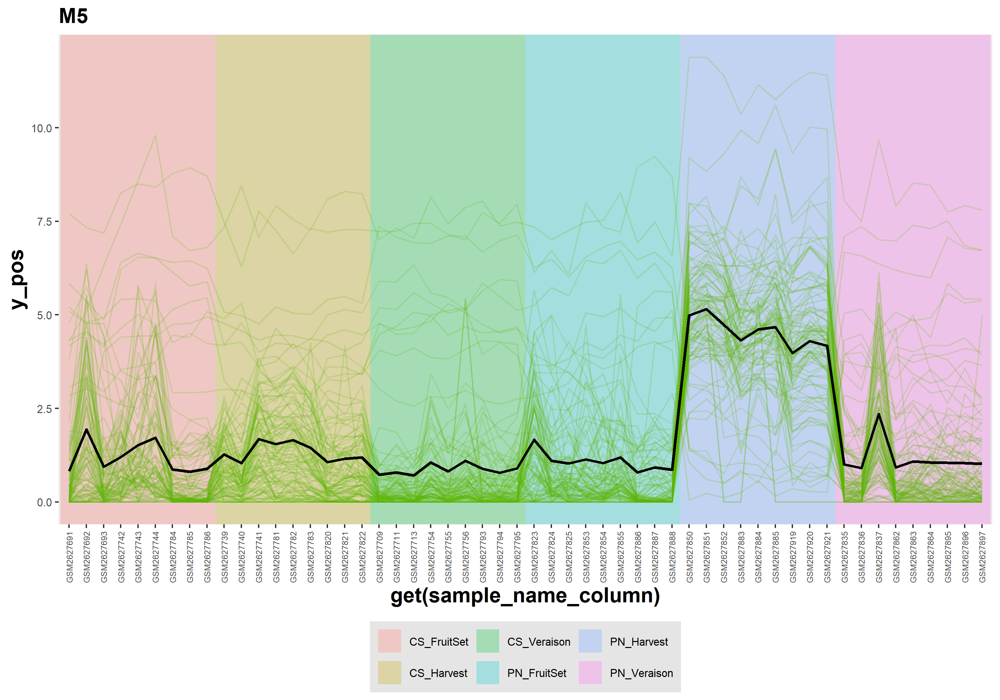 M5
10.0
7.5
5.0
2.5
0.0
y_pos
GSM2627691
GSM2627692
GSM2627693
GSM2627742
GSM2627743
GSM2627744
GSM2627784
GSM2627785
GSM2627786
GSM2627739
GSM2627740
GSM2627741
GSM2627781
GSM2627782
GSM2627783
GSM2627820
GSM2627821
GSM2627822
GSM2627709
GSM2627711
GSM2627713
GSM2627754
GSM2627755
GSM2627756
GSM2627793
GSM2627794
GSM2627795
GSM2627823
GSM2627824
GSM2627825
GSM2627853
GSM2627854
GSM2627855
GSM2627886
GSM2627887
GSM2627888
GSM2627850
GSM2627851
GSM2627852
GSM2627883
GSM2627884
GSM2627885
GSM2627919
GSM2627920
GSM2627921
GSM2627835
GSM2627836
GSM2627837
GSM2627862
GSM2627863
GSM2627864
GSM2627895
GSM2627896
GSM2627897
get(sample_name_column)
CS_FruitSet
CS_Veraison
PN_Harvest
CS_Harvest
PN_FruitSet
PN_Veraison